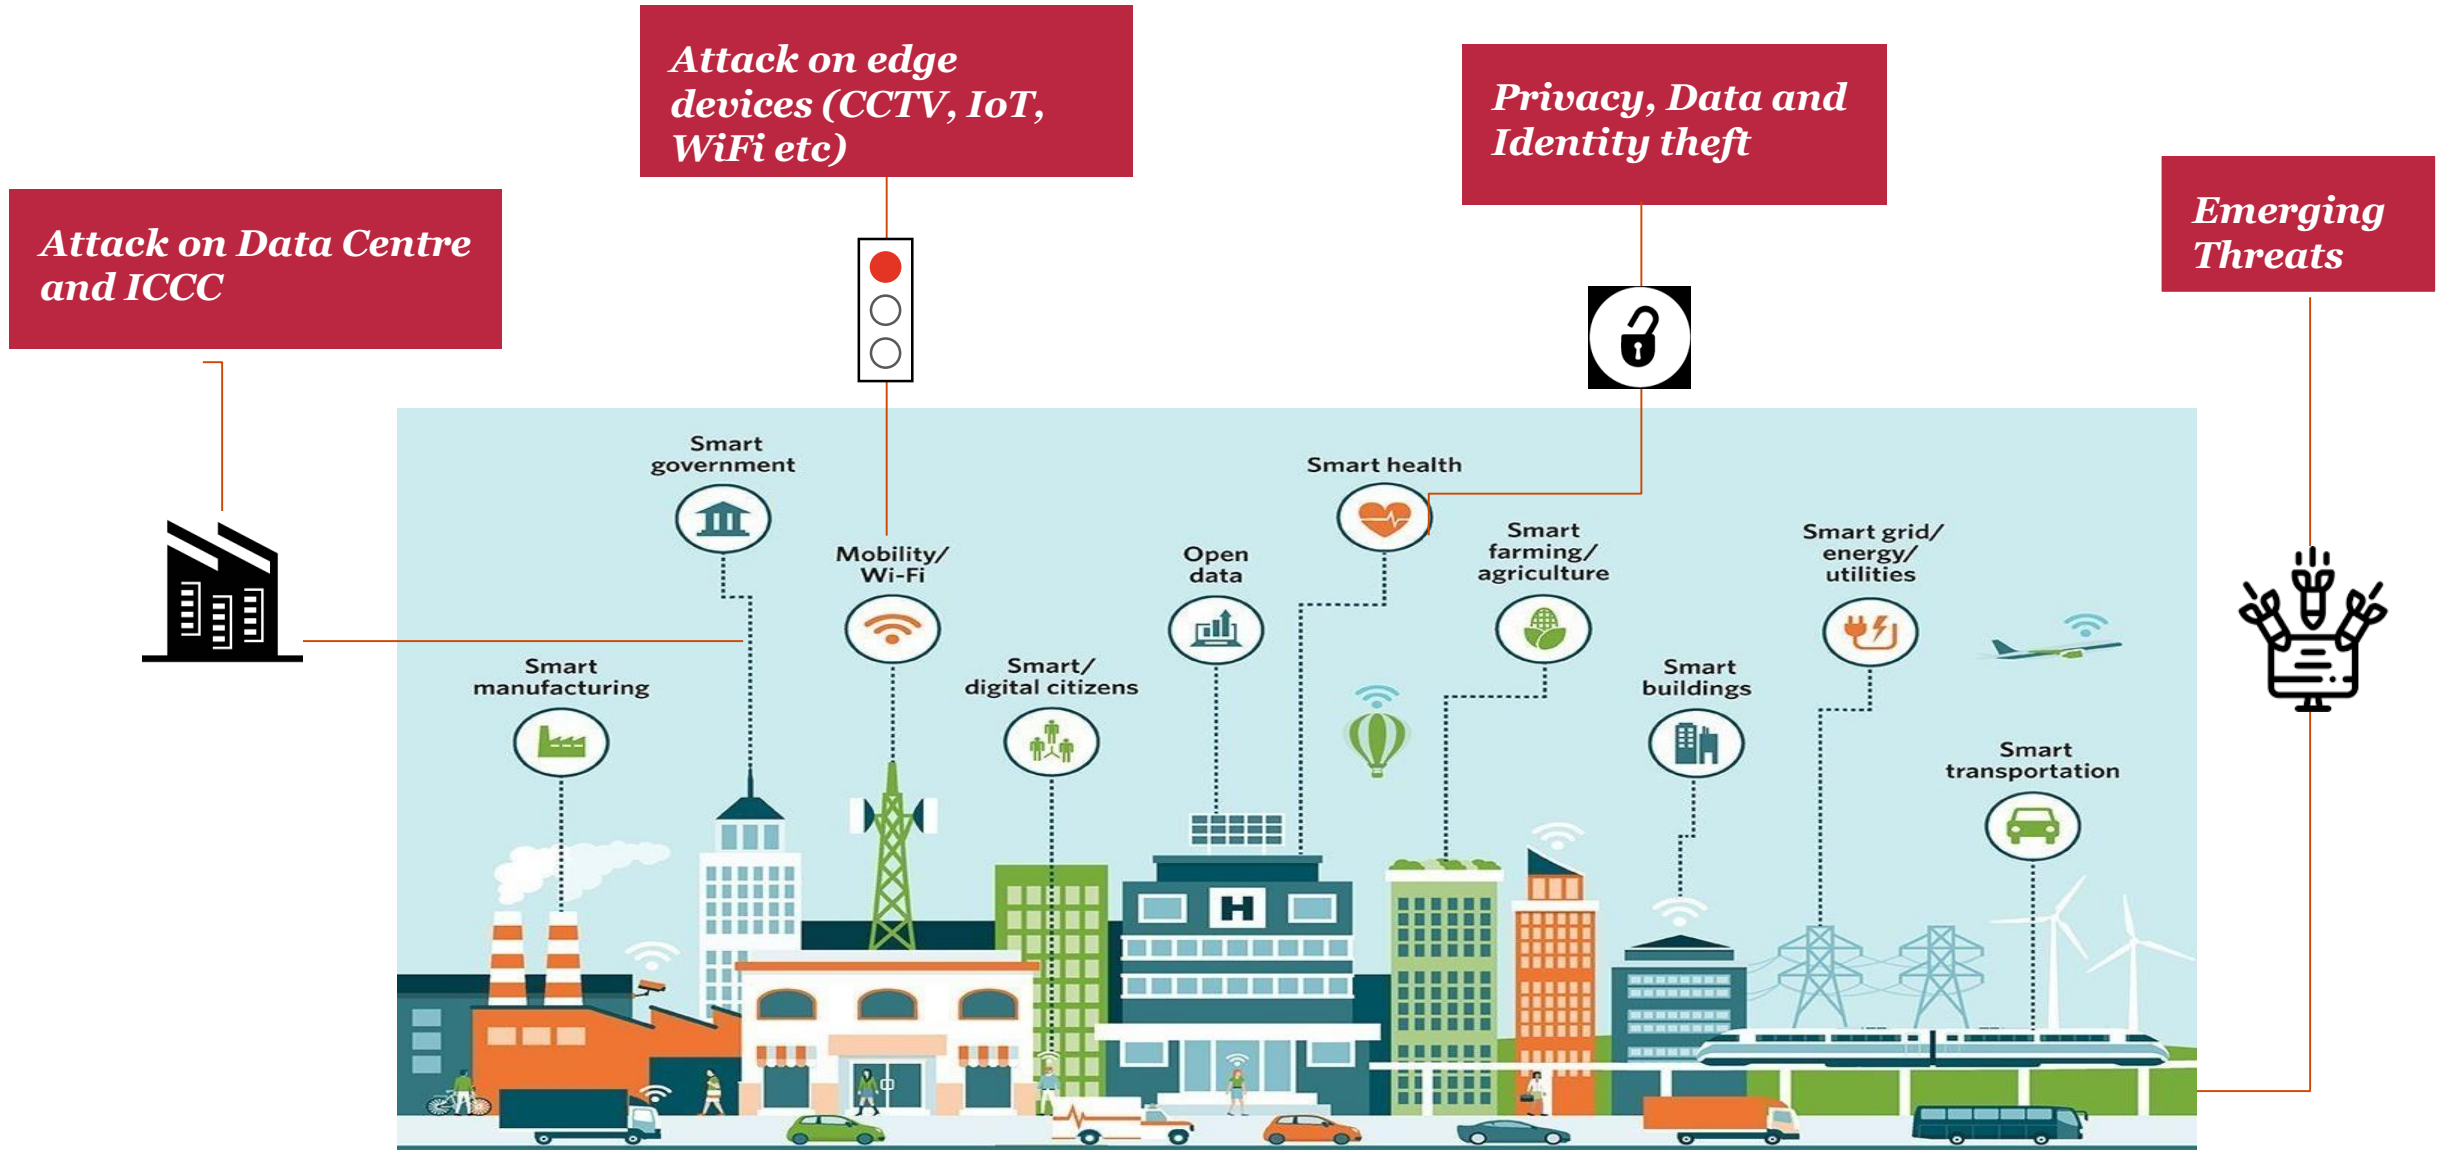 Attack on edge
devices (CCTV, IoT,
WiFi etc)
Privacy, Data and
Identity theft
Emerging
Threats
Attack on Data Centre
and ICCC
Smart
government
Smart health
Mobility/
Wi-Fi
Open
data
Smart
farming/
agriculture
Smart grid/
energy/
utilities
Smart
manufacturing
Smart/
digital citizens
Smart
buildings
Smart
transportation
H